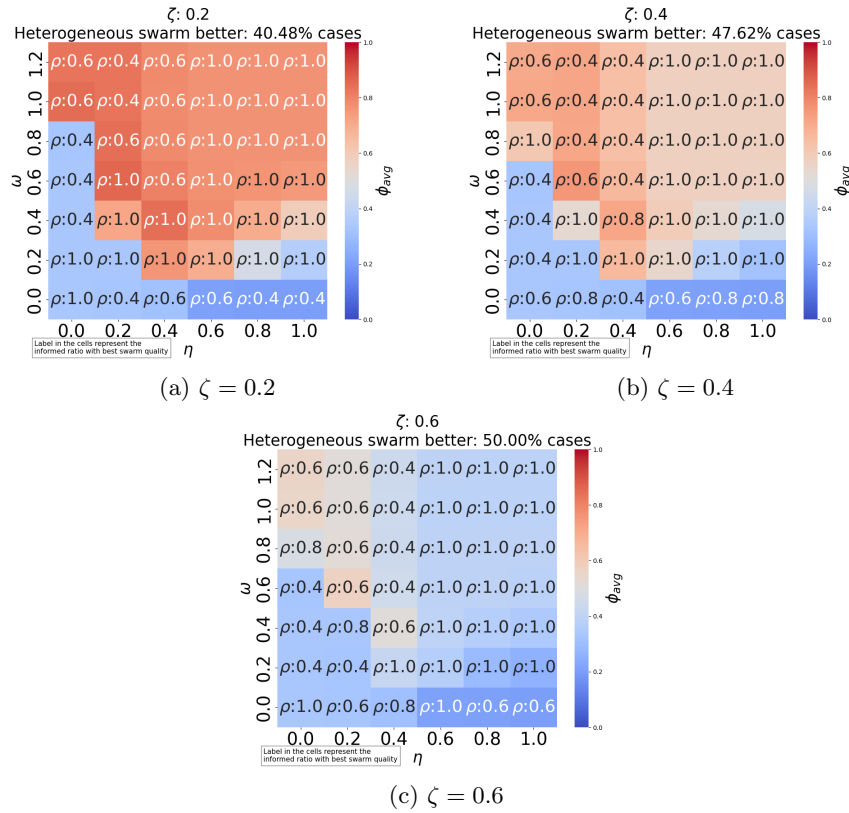 ζ: 0.2
Heterogeneous swarm better: 40.48% cases
1.2 ρ:0.6 ρ:0.4 ρ:0.6 ρ:1.0 ρ:1.0 ρ:1.0
1.0 ρ:0.6 ρ:0.4 ρ:0.6 ρ:1.0 ρ:1.0 ρ:1.0
0.8 ρ:0.4 ρ:0.6 ρ:1.0 ρ:1.0 ρ:1.0 ρ:1.0
0.6 ρ:0.4 ρ:1.0 ρ:1.0 ρ:1.0 ρ:1.0 ρ:1.0
0.4 ρ:0.4 ρ:1.0 ρ:1.0 ρ:1.0 ρ:1.0 ρ:1.0
0.2 ρ:1.0 ρ:1.0 ρ:1.0 ρ:1.0 ρ:1.0 ρ:1.0
0.0 ρ:1.0 ρ:0.4 ρ:0.6 ρ:0.6 ρ:0.4 ρ:0.4
0.0 0.2 0.4 0.6 0.8 1.0
ω
η
1.0
0.8
0.6
0.4
0.2
0.0
ϕavg
Label in the cells represent the
informed ratio with best swarm quality
(a) ζ = 0.2
ζ: 0.4
Heterogeneous swarm better: 47.62% cases
1.2 ρ:0.6 ρ:0.4 ρ:0.6 ρ:1.0 ρ:1.0 ρ:1.0
1.0 ρ:0.6 ρ:0.4 ρ:0.4 ρ:1.0 ρ:1.0 ρ:1.0
0.8 ρ:1.0 ρ:0.4 ρ:0.4 ρ:1.0 ρ:1.0 ρ:1.0
0.6 ρ:0.4 ρ:0.6 ρ:0.4 ρ:1.0 ρ:1.0 ρ:1.0
0.4 ρ:0.4 ρ:1.0 ρ:0.8 ρ:1.0 ρ:1.0 ρ:1.0
0.2 ρ:0.4 ρ:0.4 ρ:1.0 ρ:1.0 ρ:1.0 ρ:1.0
0.0 ρ:0.6 ρ:0.8 ρ:0.4 ρ:0.6 ρ:0.8 ρ:0.8
0.0 0.2 0.4 0.6 0.8 1.0
ω
η
1.0
0.8
0.6
0.4
0.2
0.0
ϕavg
Label in the cells represent the
informed ratio with best swarm quality
(b) ζ = 0.4
ζ: 0.6
Heterogeneous swarm better: 50.00% cases
1.2 ρ:0.6 ρ:0.6 ρ:0.4 ρ:1.0 ρ:1.0 ρ:1.0
1.0 ρ:0.6 ρ:0.6 ρ:0.4 ρ:1.0 ρ:1.0 ρ:1.0
0.8 ρ:0.8 ρ:0.6 ρ:0.4 ρ:1.0 ρ:1.0 ρ:1.0
0.6 ρ:0.4 ρ:0.6 ρ:0.4 ρ:1.0 ρ:1.0 ρ:1.0
0.4 ρ:0.4 ρ:0.8 ρ:0.6 ρ:1.0 ρ:1.0 ρ:1.0
0.2 ρ:0.4 ρ:0.4 ρ:1.0 ρ:1.0 ρ:1.0 ρ:1.0
0.0 ρ:1.0 ρ:0.6 ρ:0.8 ρ:1.0 ρ:0.6 ρ:0.6
0.0 0.2 0.4 0.6 0.8 1.0
ω
η
1.0
0.8
0.6
0.4
0.2
0.0
ϕavg
Label in the cells represent the
informed ratio with best swarm quality
(c) ζ = 0.6